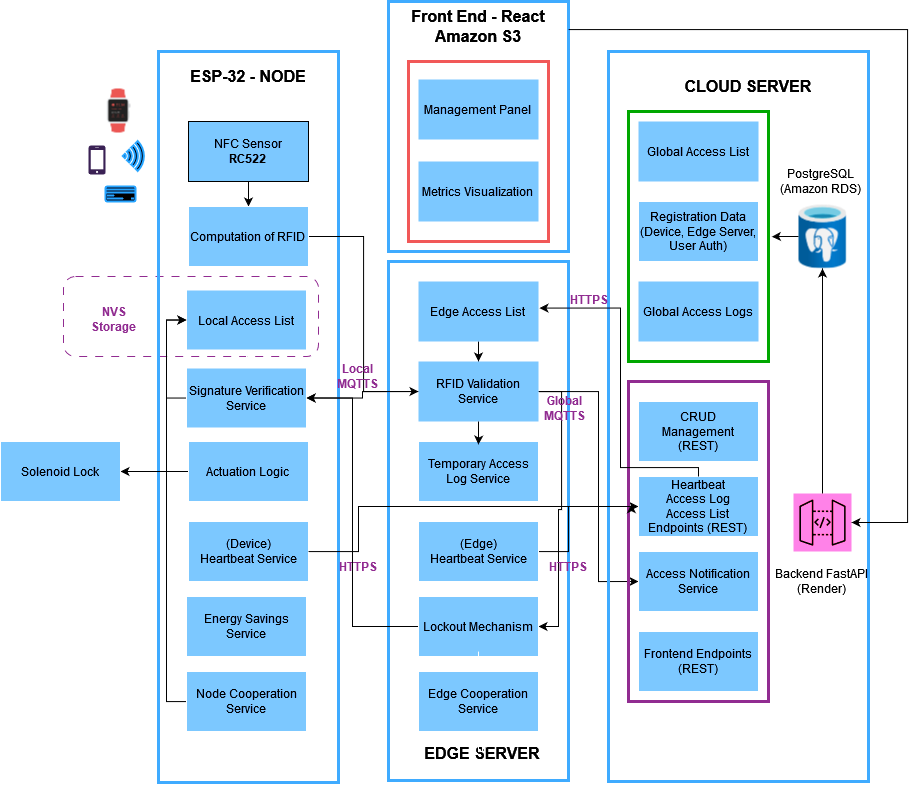 Front End - React
Amazon S3
Management Panel
Metrics Visualization
ESP-32 - NODE
NFC Sensor
RC522
Computation of RFID
NVS
Storage
Local Access List
Signature Verification
Service
Solenoid Lock
Actuation Logic
(Device)
Heartbeat Service
Energy Savings
Service
Node Cooperation
Service
Local
MQTTS
HTTPS
Edge Access List
RFID Validation
Service
Temporary Access
Log Service
(Edge)
Heartbeat Service
Lockout Mechanism
Edge Cooperation
Service
EDGE SERVER
HTTPS
Global
MQTTS
HTTPS
CLOUD SERVER
Global Access List
Registration Data
(Device, Edge Server,
User Auth)
Global Access Logs
CRUD
Management
(REST)
Heartbeat
Access Log
Access List
Endpoints (REST)
Access Notification
Service
Frontend Endpoints
(REST)
PostgreSQL
(Amazon RDS)
</>
Backend FastAPI
(Render)